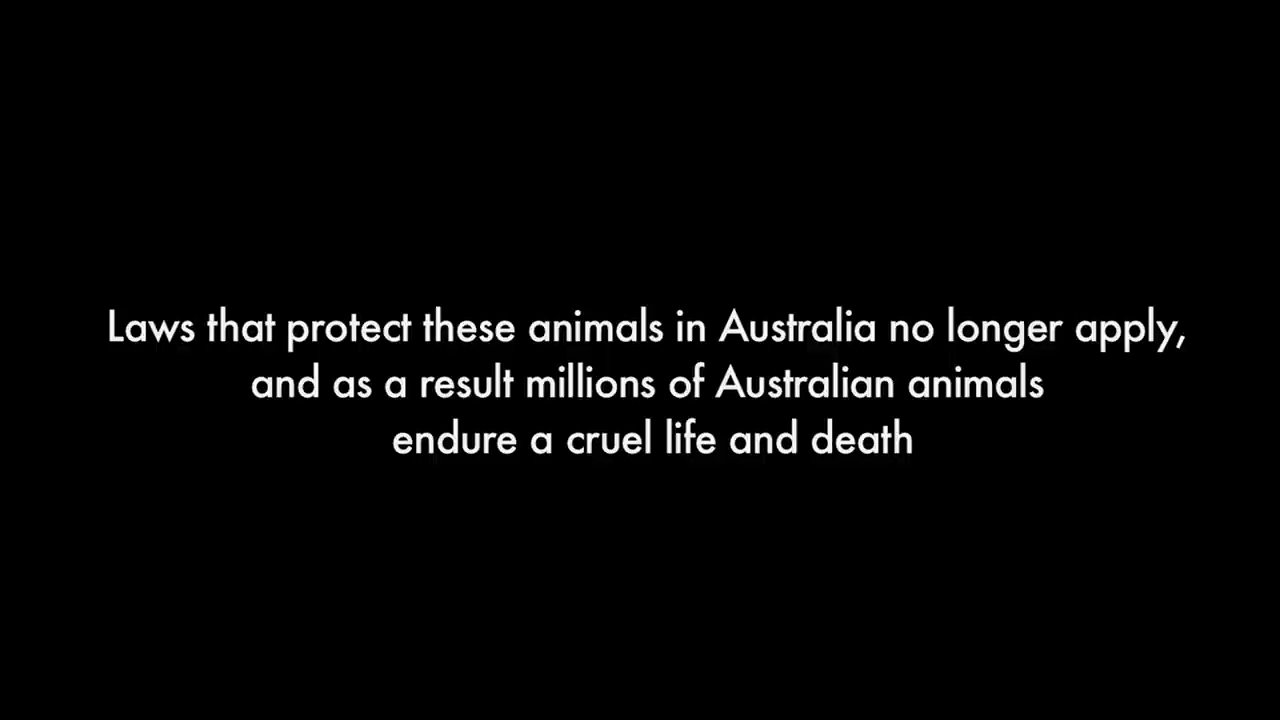 Laws that protect these animals in Australia no longer apply,
and as a result millions of Australian animals
endure a cruel life and death